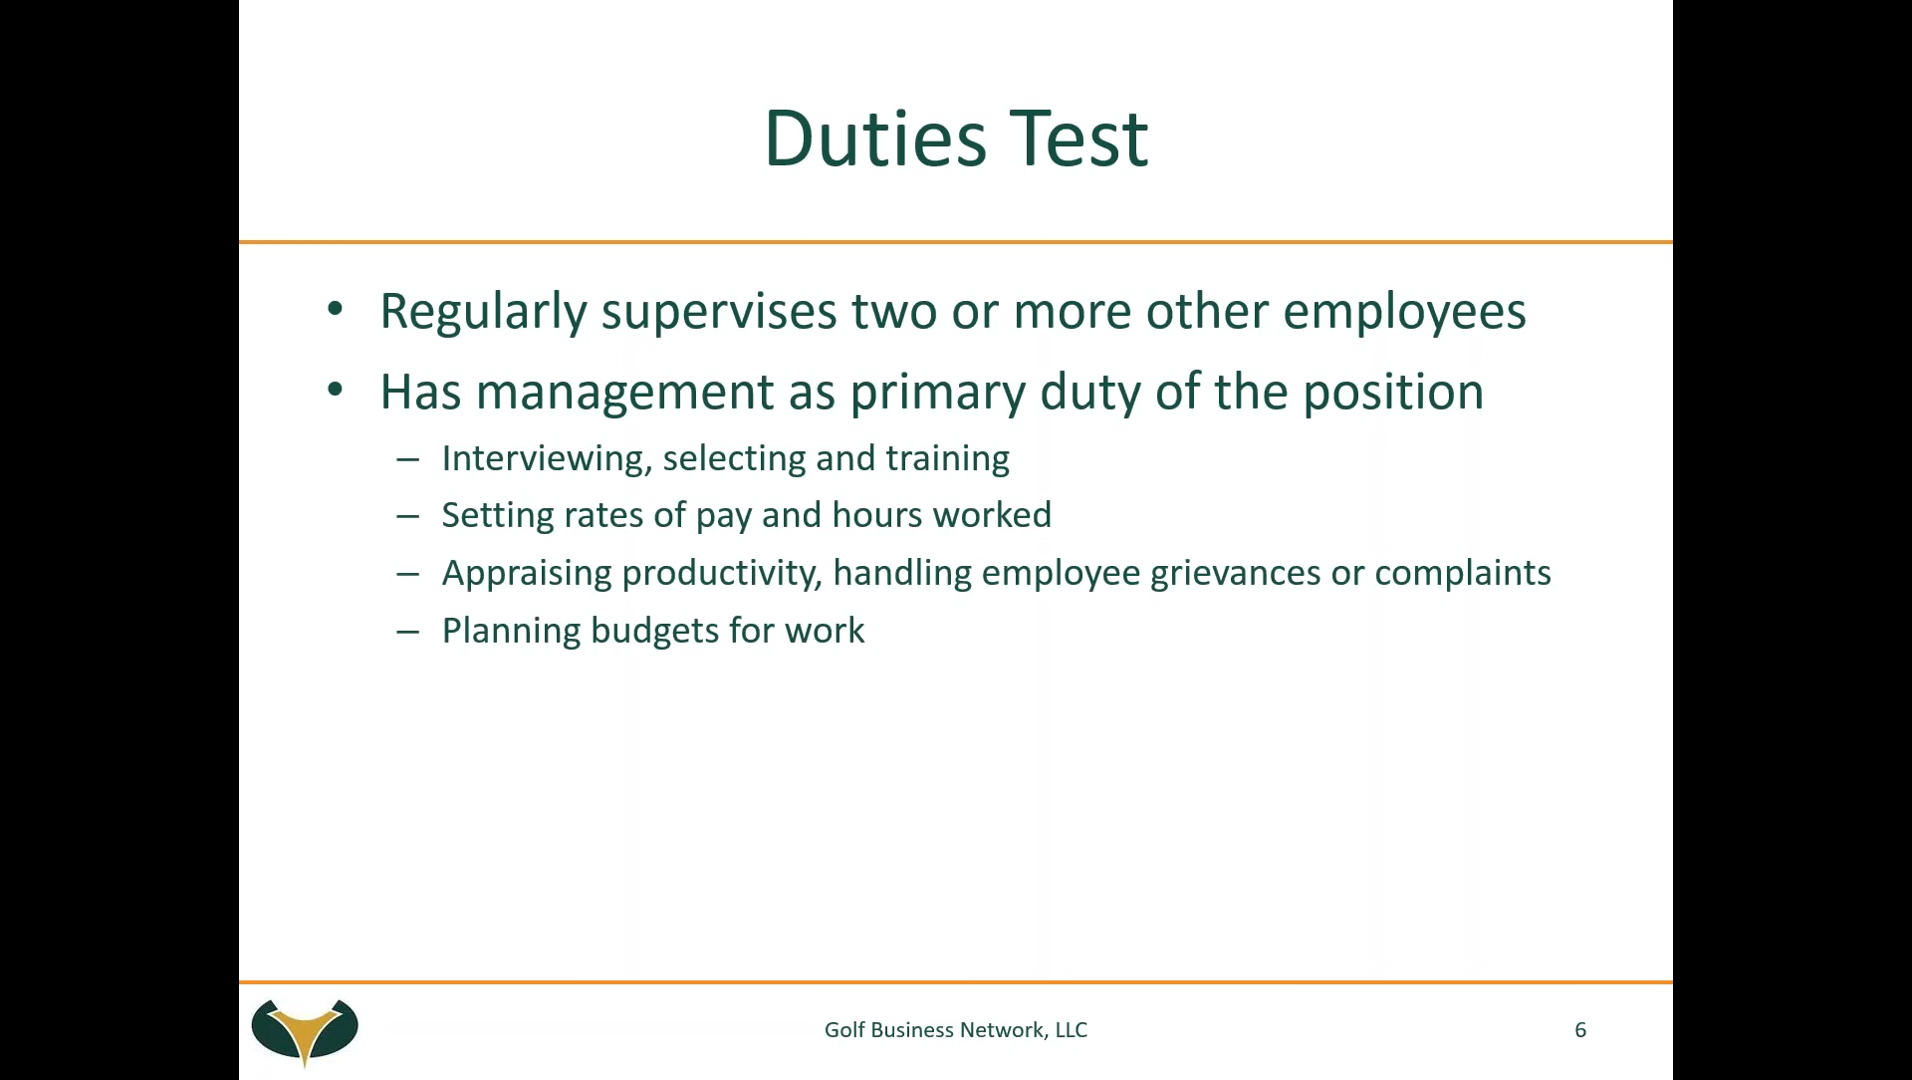 Duties Test
• Regularly supervises two or more other employees
• Has management as primary duty of the position
– Interviewing, selecting and training
– Setting rates of pay and hours worked
– Appraising productivity, handling employee grievances or complaints
– Planning budgets for work
Golf Business Network, LLC
6